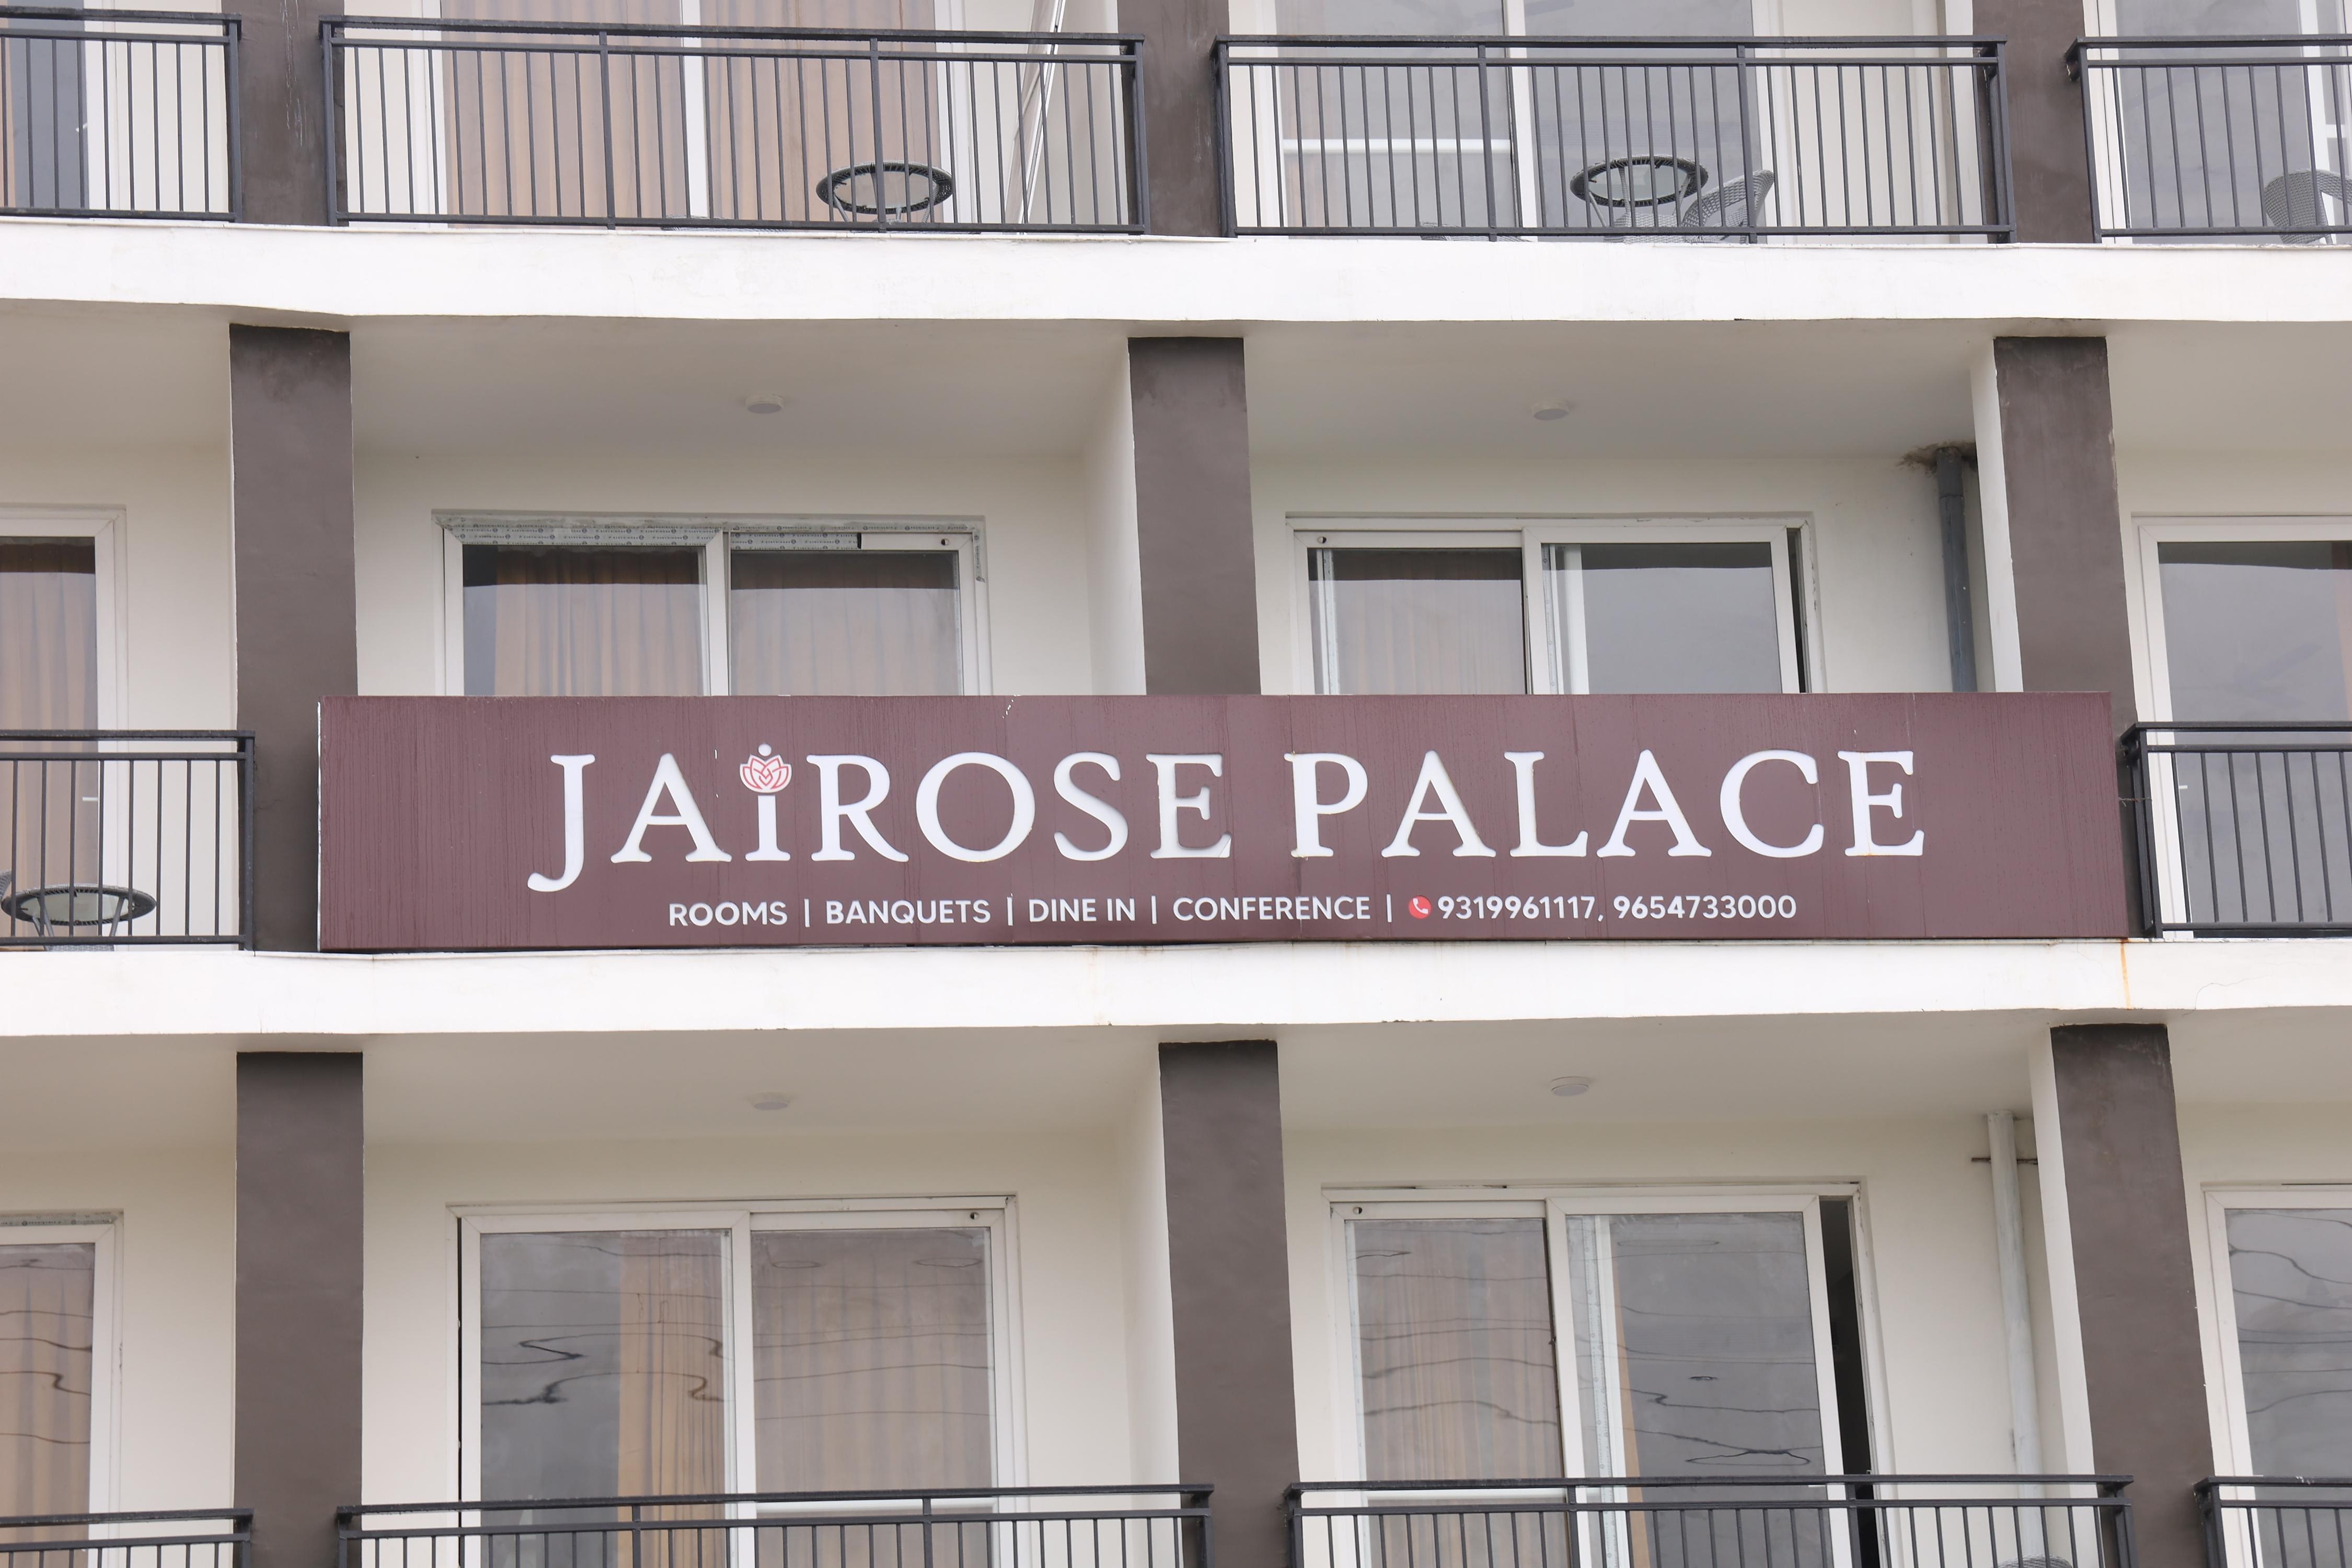 JAiROSE PALACE
ROOMS | BANQUETS | DINE IN | CONFERENCE | 9319961117, 9654733000